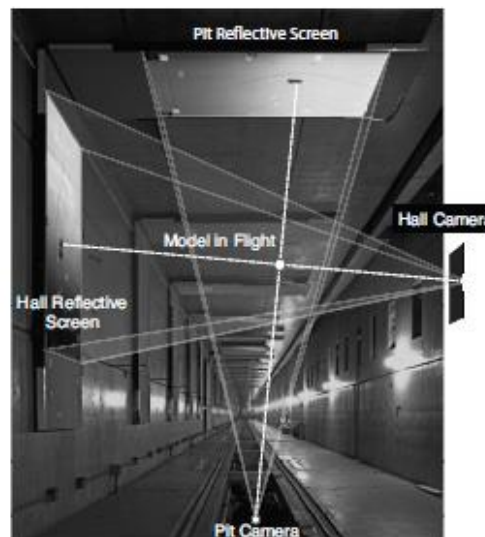 Pit Reflective Screen
Hall Camera
Model in Flight
Hall Reflective
Screen
Pit Camera